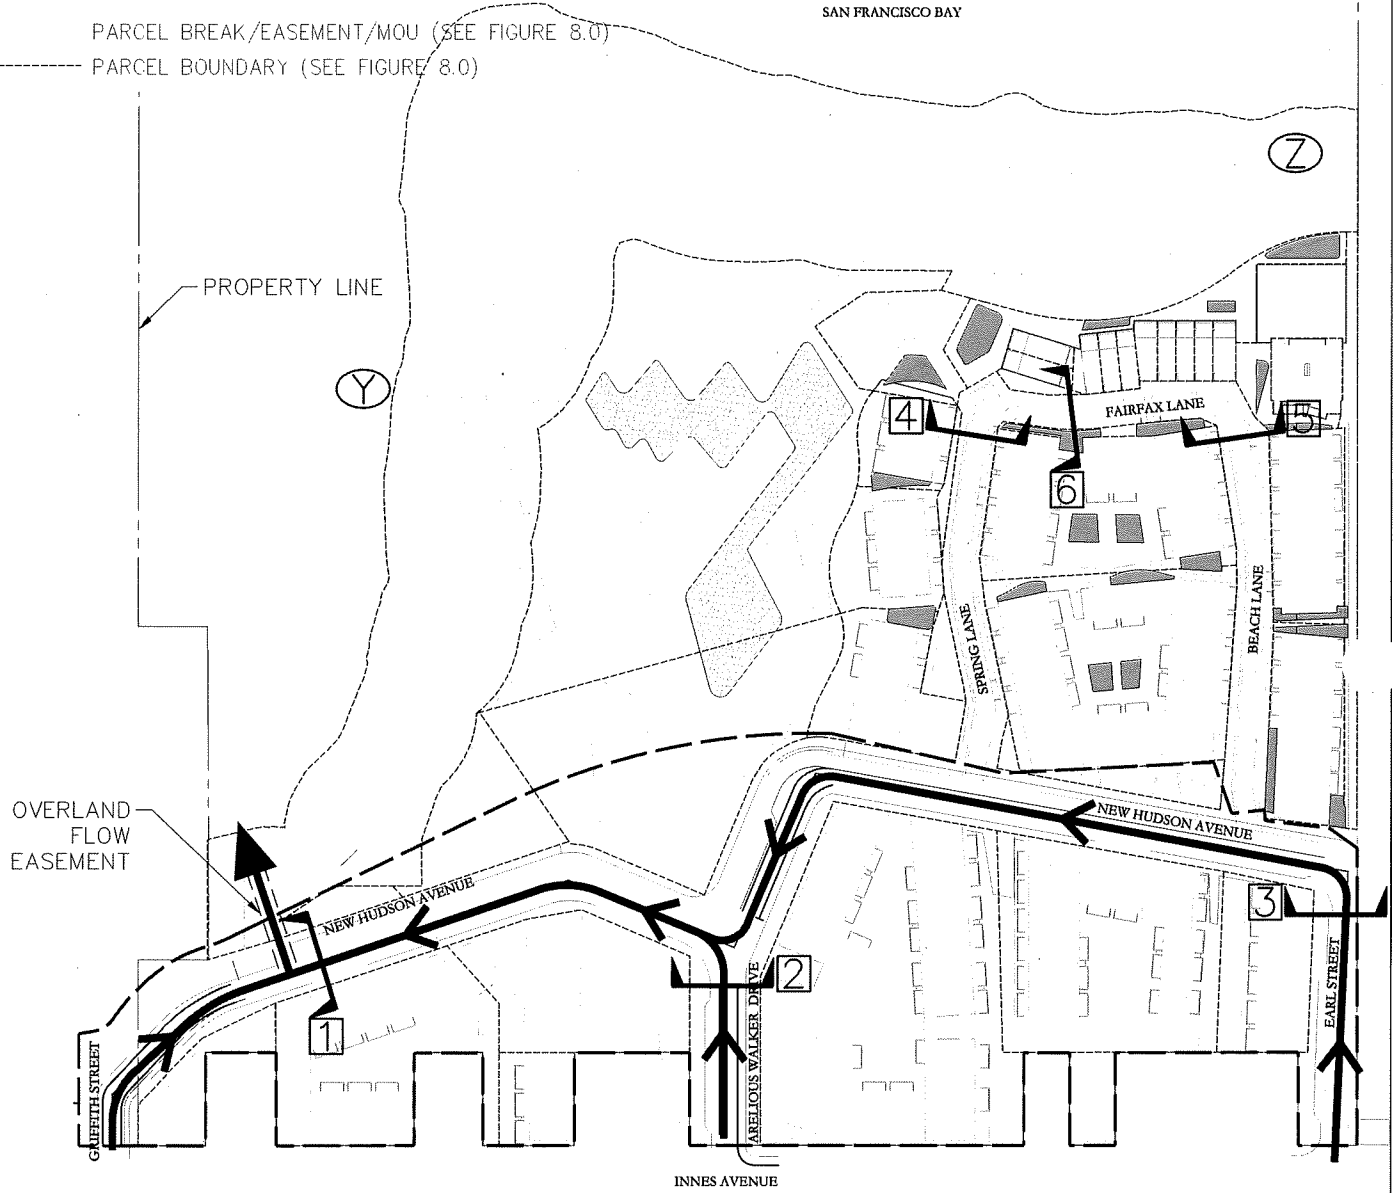 SAN FRANCISCO BAY
PARCEL BREAK/EASEMENT/MOU (SEE FIGURE 8.0)
PARCEL BOUNDARY (SEE FIGURE 8.0)
Z
PROPERTY LINE
Y
4
FAIRFAX LANE
5
6
SPRING LANE
BEACH LANE
OVERLAND
FLOW
EASEMENT
NEW HUDSON AVENUE
NEW HUDSON AVENUE
3
2
1
GRIFFITH STREET
ARELIOUS WALKER DRIVE
EARL STREET
INNES AVENUE